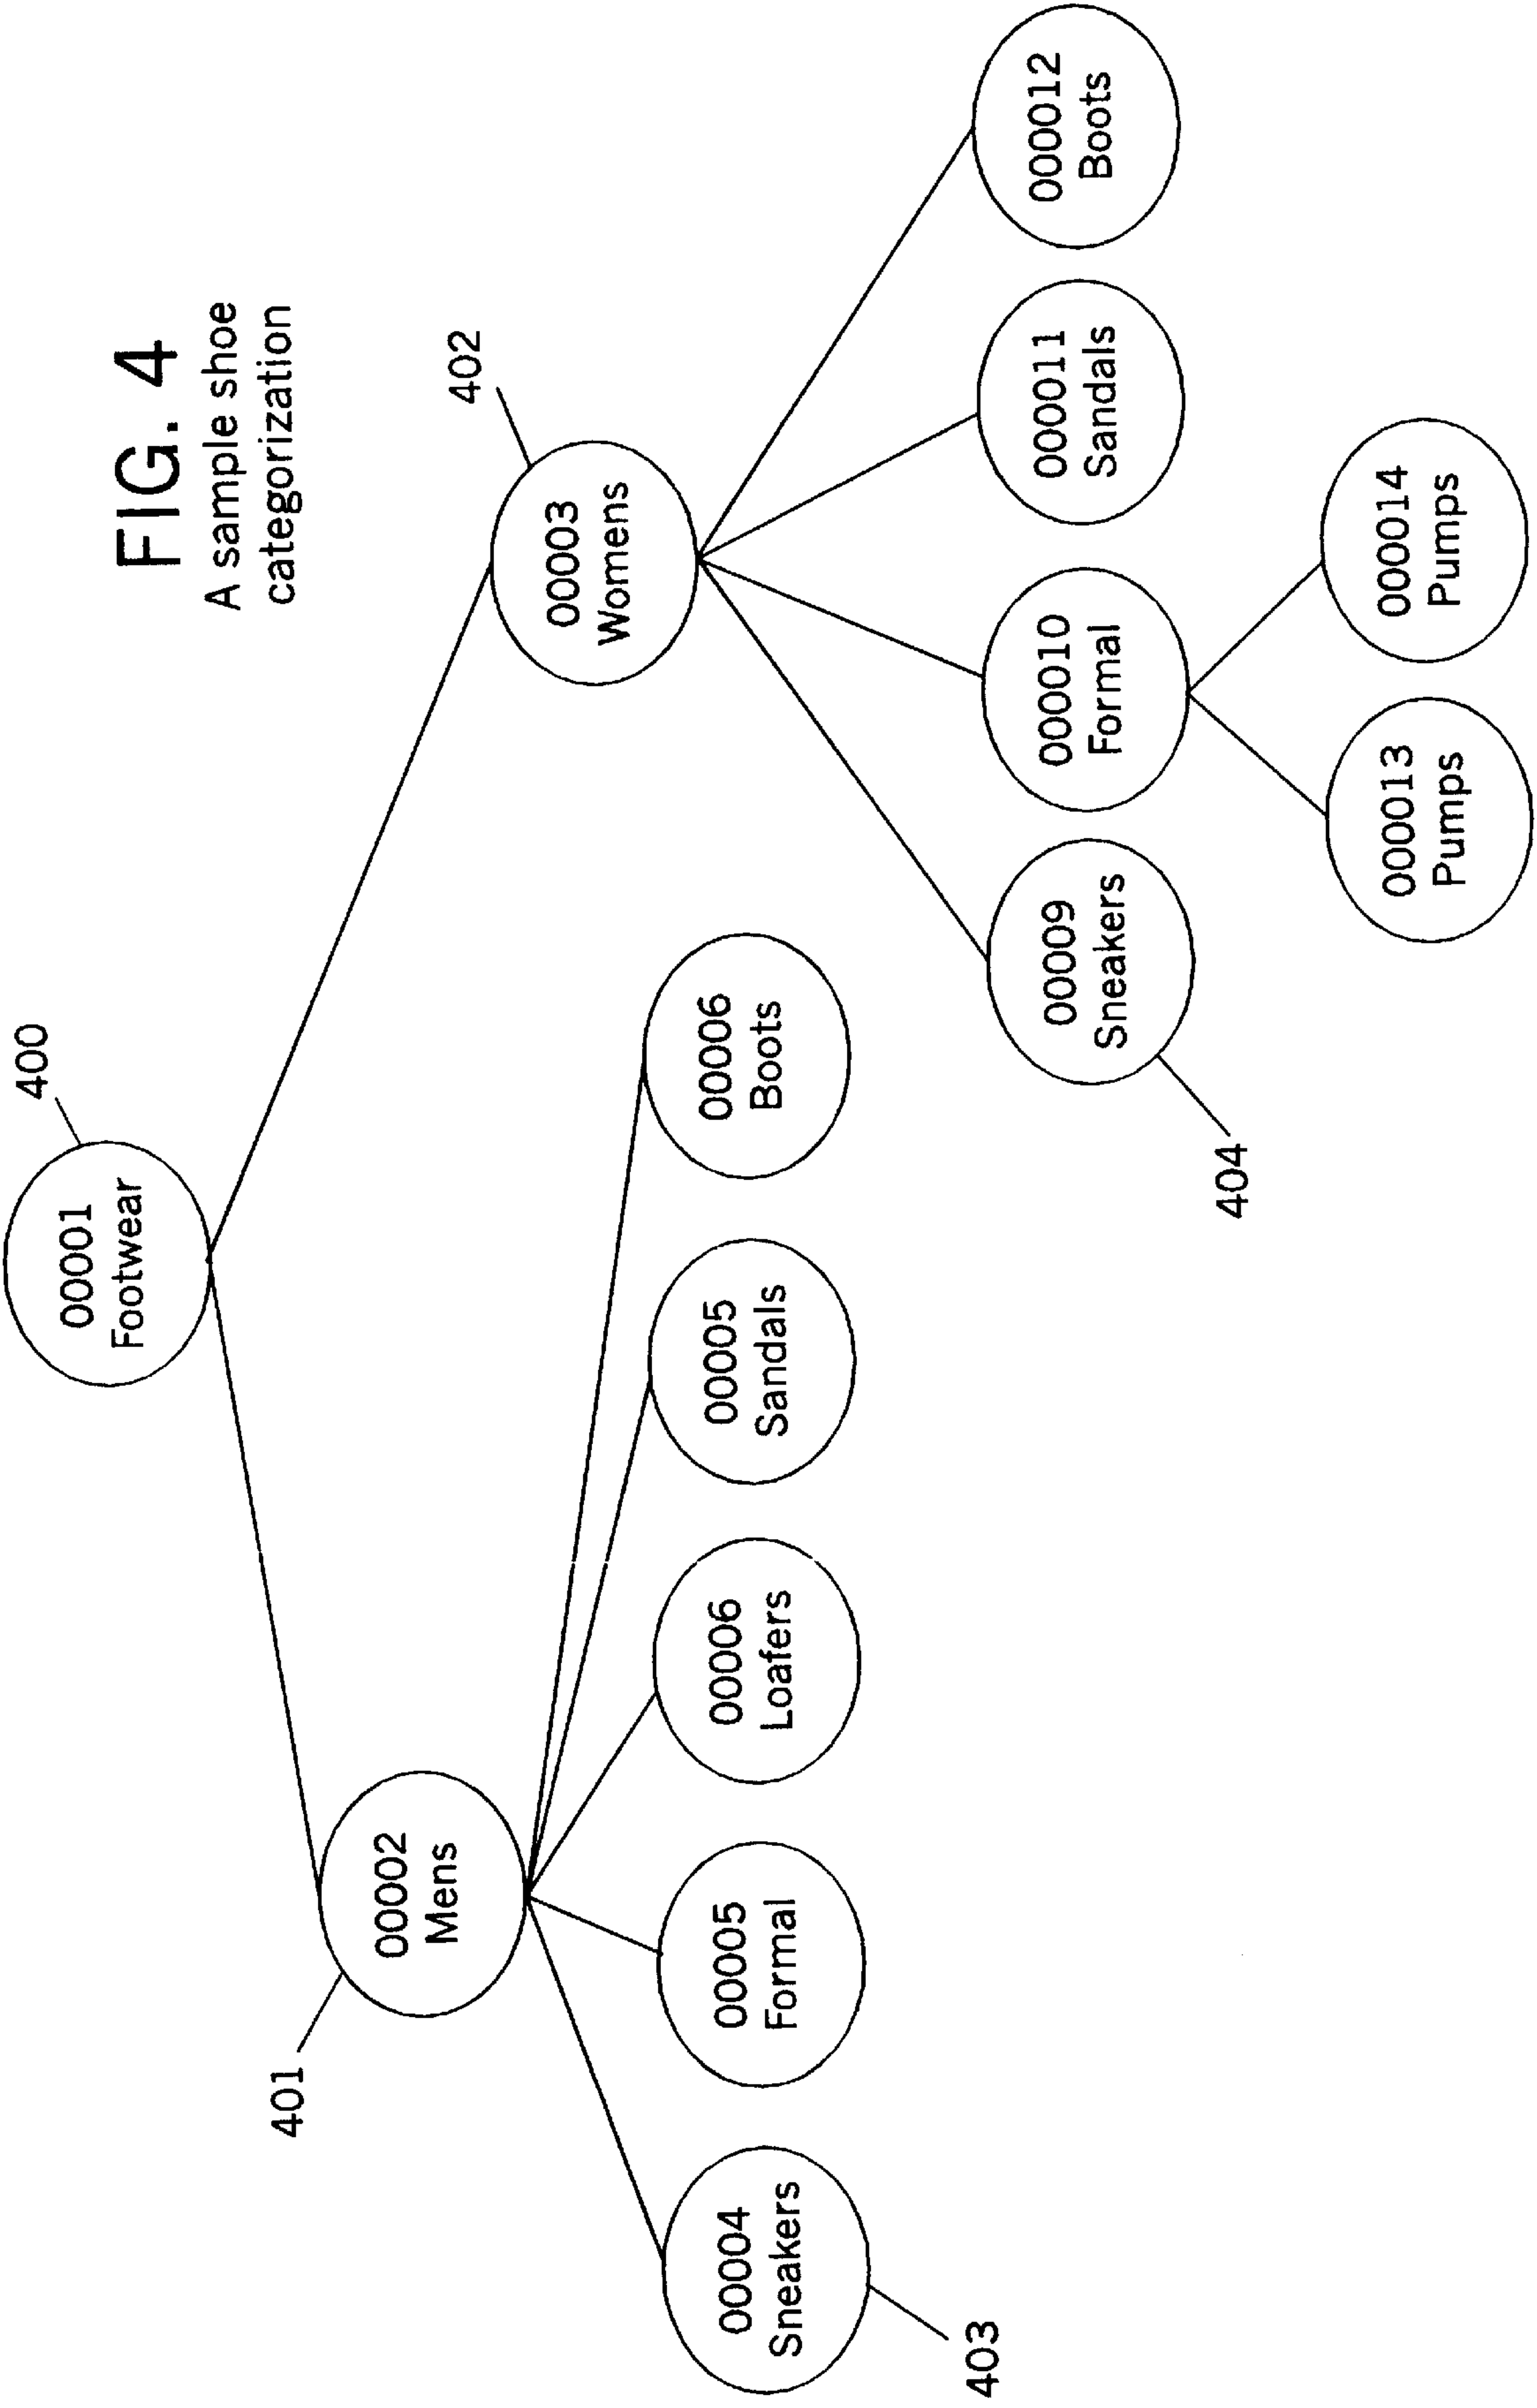 FIG. 4
A sample shoe
categorization
400
00001
Footwear
401
00002
Mens
402
00003
Womens
00004
Sneakers
403
00005
Formal
00006
Loafers
00005
Sandals
00006
Boots
00009
Sneakers
404
000010
Formal
000011
Sandals
000012
Boots
000013
Pumps
000014
Pumps